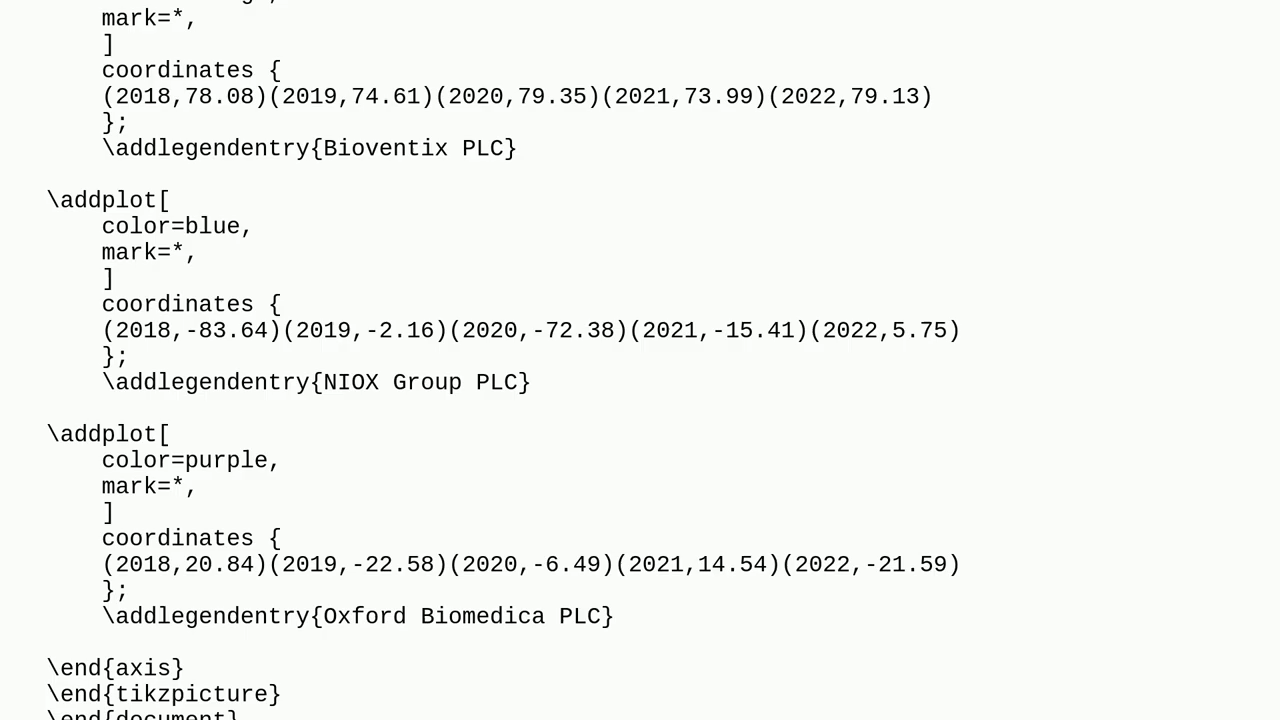 mark=*,
]
coordinates {
(2018,78.08)(2019,74.61)(2020,79.35)(2021,73.99)(2022,79.13)
};
\addlegendentry{Bioventix PLC}
\addplot[
color=blue,
mark=*,
]
coordinates {
(2018,-83.64)(2019,-2.16)(2020,-72.38)(2021,-15.41)(2022,5.75)
};
\addlegendentry{NIOX Group PLC}
\addplot[
color=purple,
mark=*,
]
coordinates {
(2018,20.84)(2019,-22.58)(2020,-6.49)(2021,14.54)(2022,-21.59)
};
\addlegendentry{Oxford Biomedica PLC}
\end{axis}
\end{tikzpicture}
\end{document}